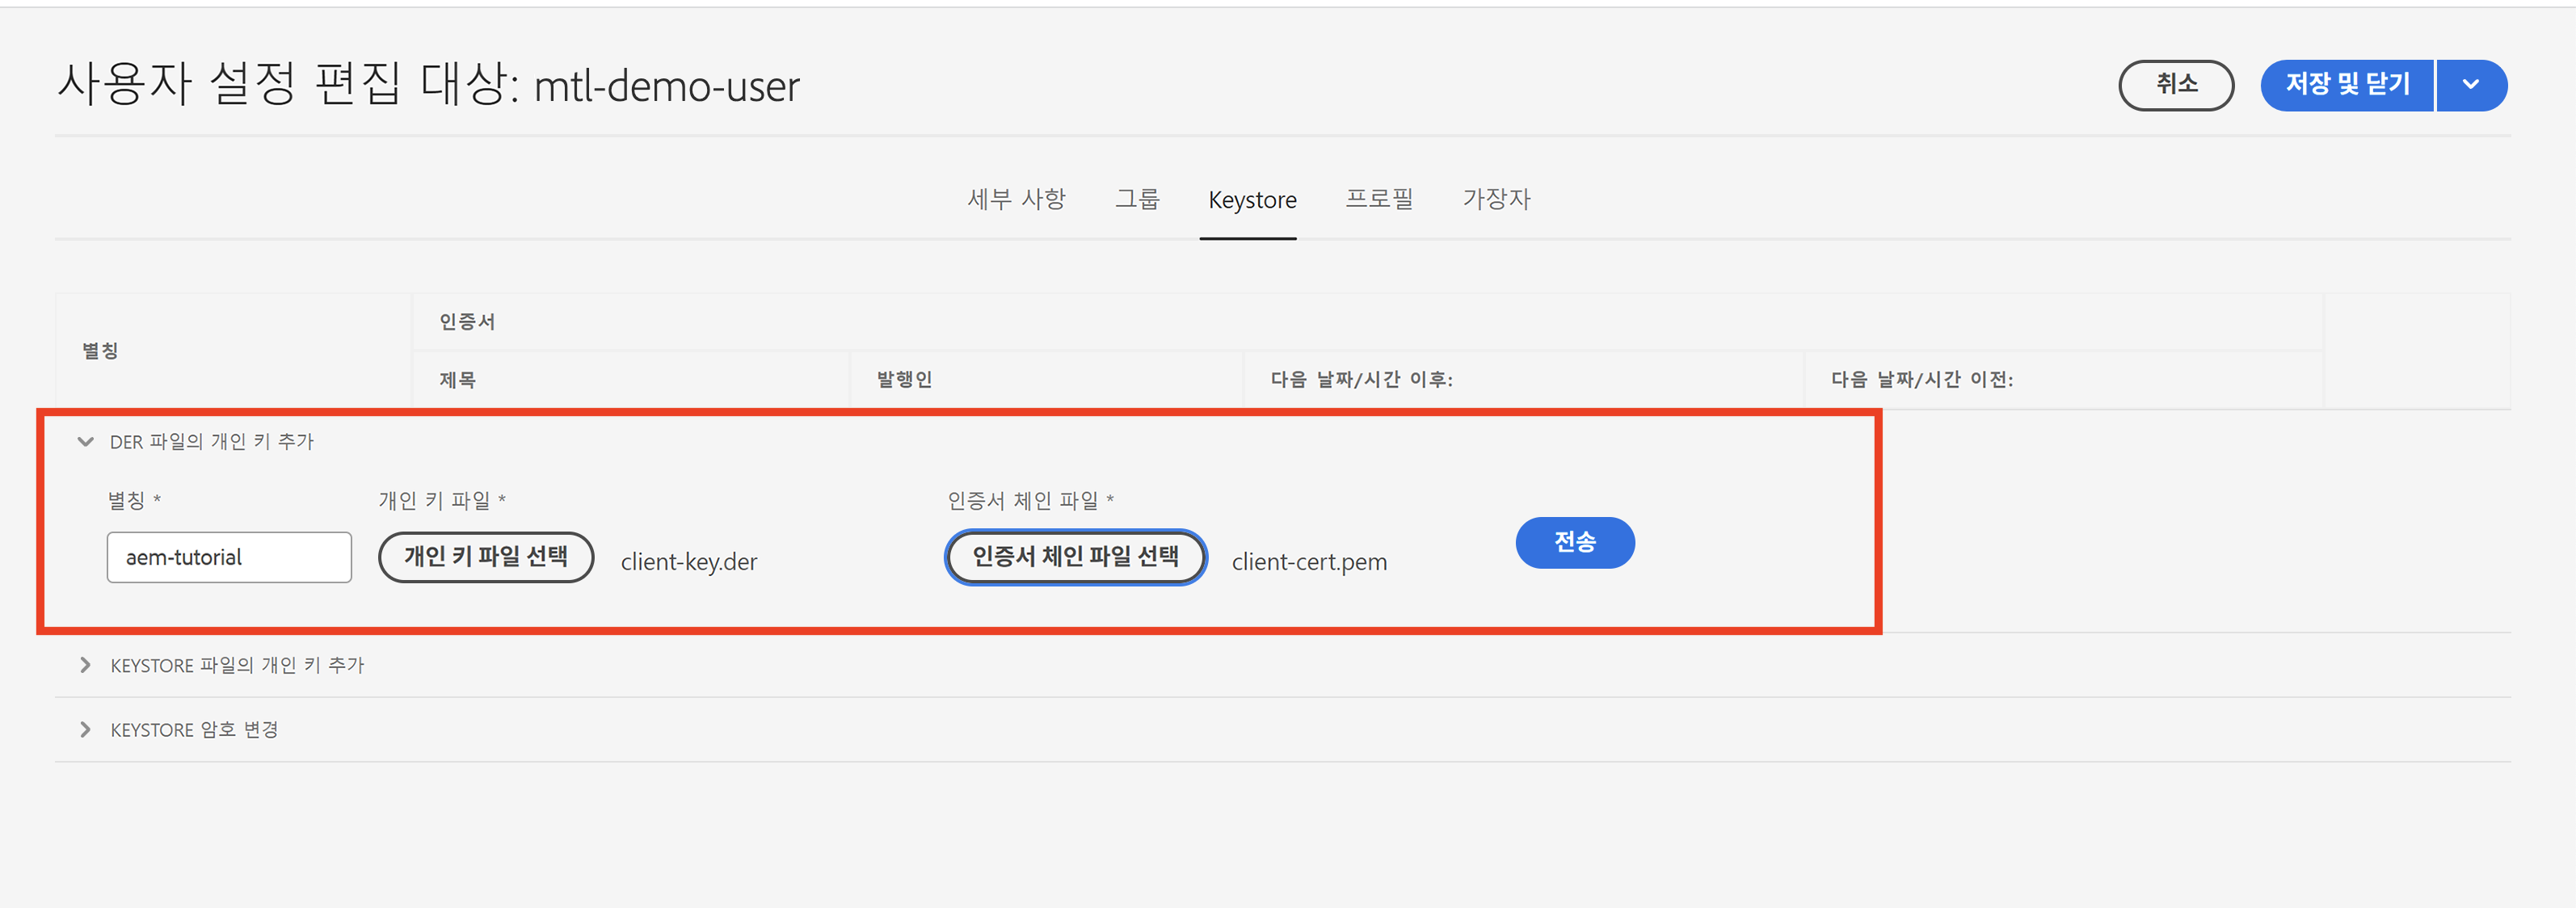 사용자 설정 편집 대상: mtl-demo-user
취소
저장 및 닫기
세부 사항 그룹 Keystore 프로필 가장자
별칭
인증서
제목 발행인 다음 날짜/시간 이후: 다음 날짜/시간 이전:
DER 파일의 개인 키 추가
별칭 * 개인 키 파일 * 인증서 체인 파일 *
aem-tutorial 개인 키 파일 선택 client-key.der 인증서 체인 파일 선택 client-cert.pem 전송
KEYSTORE 파일의 개인 키 추가
KEYSTORE 암호 변경